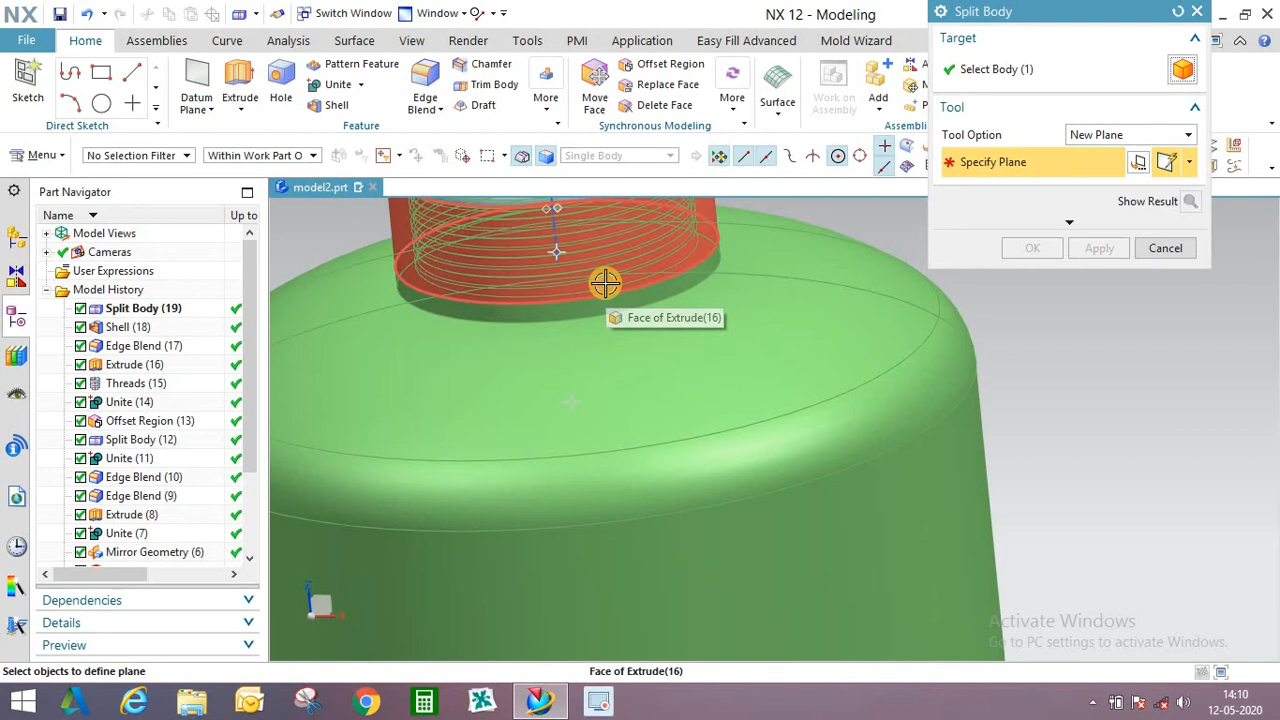 NX
Switch Window
Window
NX 12 - Modeling
Split Body
File
Home
Assemblies
Curve
Analysis
Surface
View
Render
Tools
PMI
Application
Easy Fill Advanced
Mold Wizard
Target
Select Body (1)
Sketch
Datum Plane
Extrude
Hole
Pattern Feature
Unite
Shell
Edge Blend
Chamfer
Trim Body
Draft
More
Move Face
Offset Region
Replace Face
Delete Face
More
Surface
Work on Assembly
Add
Direct Sketch
Feature
Synchronous Modeling
Assembli
Tool
Tool Option
New Plane
Specify Plane
Show Result
OK
Apply
Cancel
Menu
No Selection Filter
Within Work Part O
Single Body
Part Navigator
model2.prt
Name
Up to
Model Views
Cameras
User Expressions
Model History
Split Body (19)
Shell (18)
Edge Blend (17)
Extrude (16)
Threads (15)
Unite (14)
Offset Region (13)
Split Body (12)
Unite (11)
Edge Blend (10)
Edge Blend (9)
Extrude (8)
Unite (7)
Mirror Geometry (6)
Dependencies
Details
Preview
Face of Extrude(16)
Z
X
Activate Windows
Go to PC settings to activate Windows.
Select objects to define plane
Face of Extrude(16)
14:10
12-05-2020